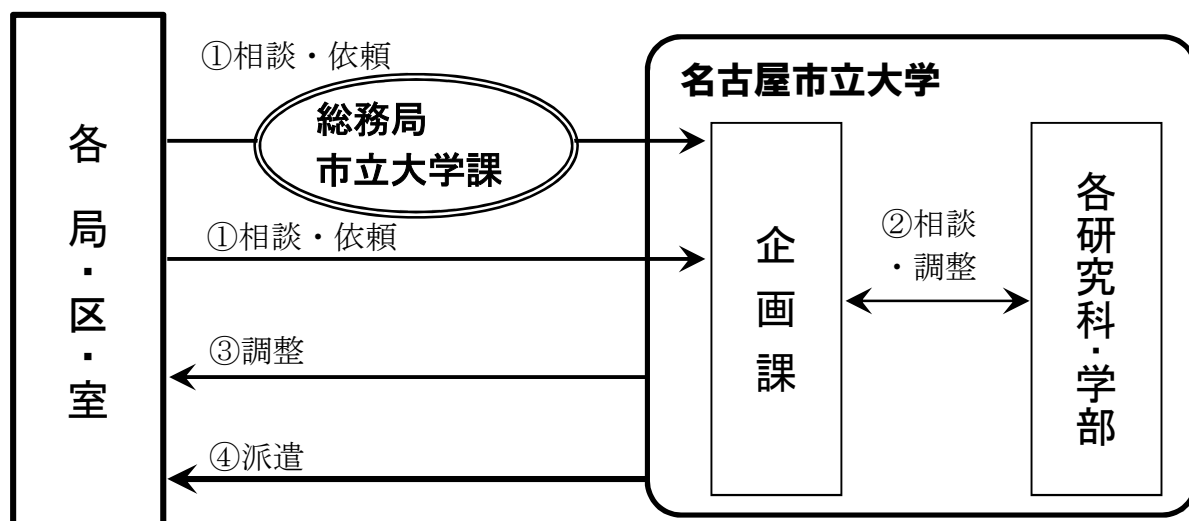 ①相談・依頼
総務局
市立大学課
①相談・依頼
③調整
④派遣
各局・区・室
名古屋市立大学
企画課
②相談
・調整
各研究科・学部